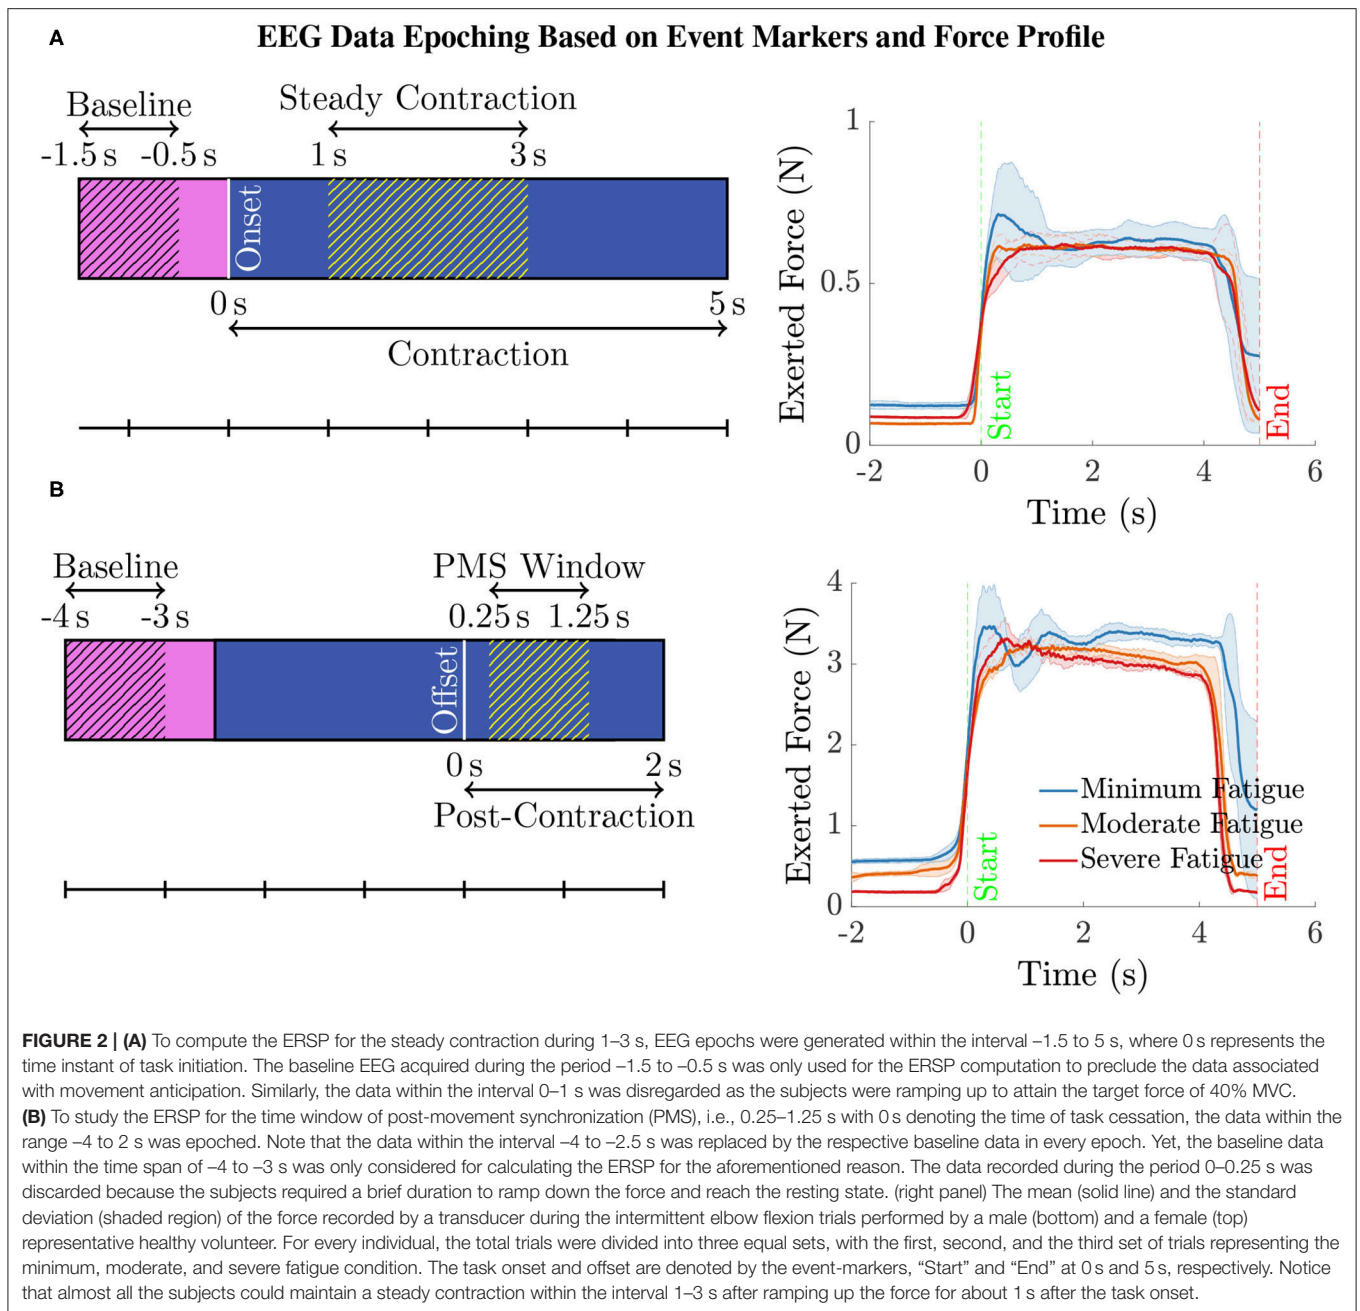 A
EEG Data Epoching Based on Event Markers and Force Profile
Baseline
Steady Contraction
-1.5 s -0.5 s 1 s 3 s
Onset
0 s 5 s
Contraction
1
0.5
0
Exerted Force (N)
Start
End
-2 0 2 4 6
Time (s)
B
Baseline
PMS Window
-4 s -3 s 0.25 s 1.25 s
Offset
0 s 2 s
Post-Contraction
4
3
2
1
0
Exerted Force (N)
Minimum Fatigue
Moderate Fatigue
Severe Fatigue
Start
End
-2 0 2 4 6
Time (s)
FIGURE 2 | (A) To compute the ERSP for the steady contraction during 1–3 s, EEG epochs were generated within the interval –1.5 to 5 s, where 0 s represents the
time instant of task initiation. The baseline EEG acquired during the period –1.5 to –0.5 s was only used for the ERSP computation to preclude the data associated
with movement anticipation. Similarly, the data within the interval 0–1 s was disregarded as the subjects were ramping up to attain the target force of 40% MVC.
(B) To study the ERSP for the time window of post-movement synchronization (PMS), i.e., 0.25–1.25 s with 0 s denoting the time of task cessation, the data within the
range –4 to 2 s was epoched. Note that the data within the interval –4 to –2.5 s was replaced by the respective baseline data in every epoch. Yet, the baseline data
within the time span of –4 to –3 s was only considered for calculating the ERSP for the aforementioned reason. The data recorded during the period 0–0.25 s was
discarded because the subjects required a brief duration to ramp down the force and reach the resting state. (right panel) The mean (solid line) and the standard
deviation (shaded region) of the force recorded by a transducer during the intermittent elbow flexion trials performed by a male (bottom) and a female (top)
representative healthy volunteer. For every individual, the total trials were divided into three equal sets, with the first, second, and the third set of trials representing the
minimum, moderate, and severe fatigue condition. The task onset and offset are denoted by the event-markers, “Start” and “End” at 0 s and 5 s, respectively. Notice
that almost all the subjects could maintain a steady contraction within the interval 1–3 s after ramping up the force for about 1 s after the task onset.